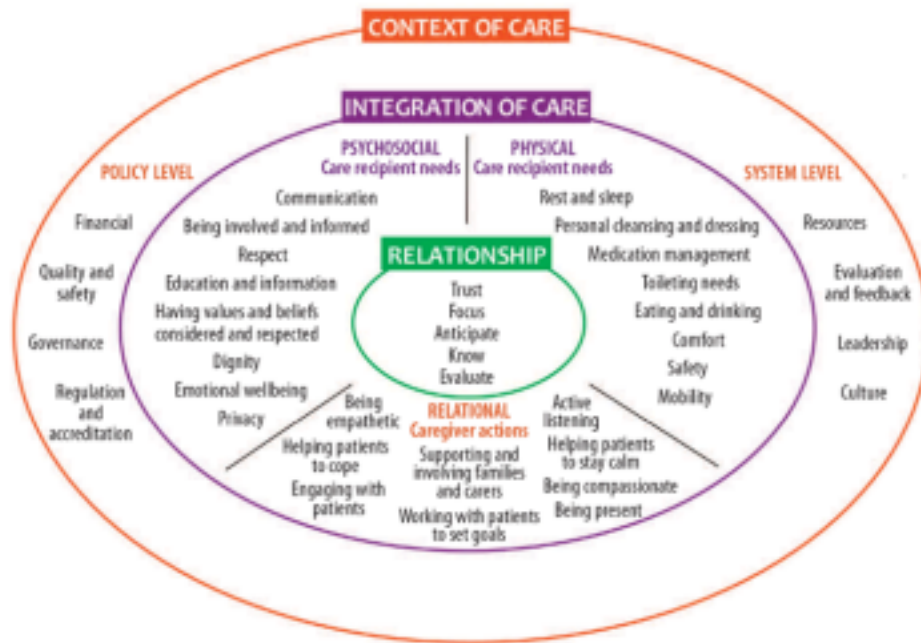 CONTEXT OF CARE
INTEGRATION OF CARE
PSYCHOSOCIAL
Care recipient needs
PHYSICAL
Care recipient needs
POLICY LEVEL
Financial
Quality and
safety
Governance
Regulation
and
accreditation
Communication
Being involved and informed
Respect
Education and information
Having values and beliefs
considered and respected
Dignity
Emotional wellbeing
Privacy
RELATIONSHIP
Trust
Focus
Anticipate
Know
Evaluate
Rest and sleep
Personal cleansing and dressing
Medication management
Toileting needs
Eating and drinking
Comfort
Safety
Mobility
SYSTEM LEVEL
Resources
Evaluation
and feedback
Leadership
Culture
RELATIONAL
Caregiver actions
Being
empathetic
Helping patients
to cope
Engaging with
patients
Supporting and
involving families
and carers
Working with patients
to set goals
Active
listening
Helping patients
to stay calm
Being compassionate
Being present